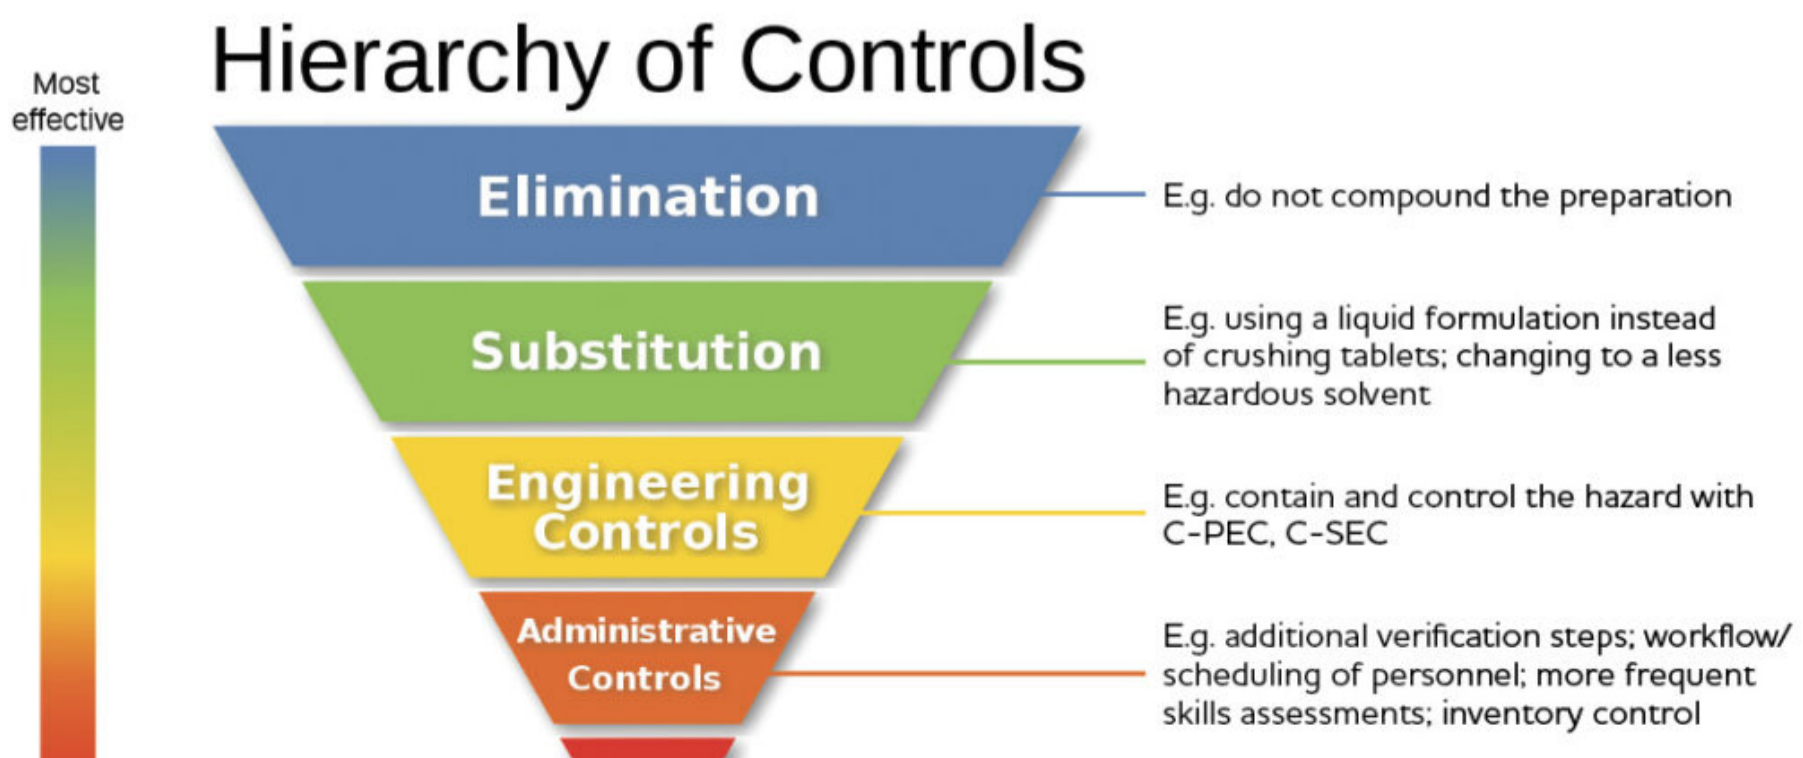 Hierarchy of Controls
Most
effective
Elimination
E.g. do not compound the preparation
Substitution
E.g. using a liquid formulation instead
of crushing tablets; changing to a less
hazardous solvent
Engineering
Controls
E.g. contain and control the hazard with
C-PEC, C-SEC
Administrative
Controls
E.g. additional verification steps; workflow/
scheduling of personnel; more frequent
skills assessments; inventory control